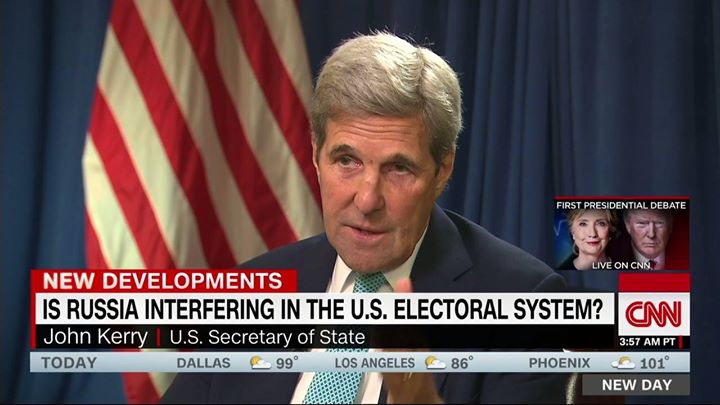 FIRST PRESIDENTIAL DEBATE
LIVE ON CNN
NEW DEVELOPMENTS
IS RUSSIA INTERFERING IN THE U.S. ELECTORAL SYSTEM?
CNN
John Kerry | U.S. Secretary of State
3:57 AM PT
TODAY DALLAS 99° LOS ANGELES 86° PHOENIX 101°
NEW DAY